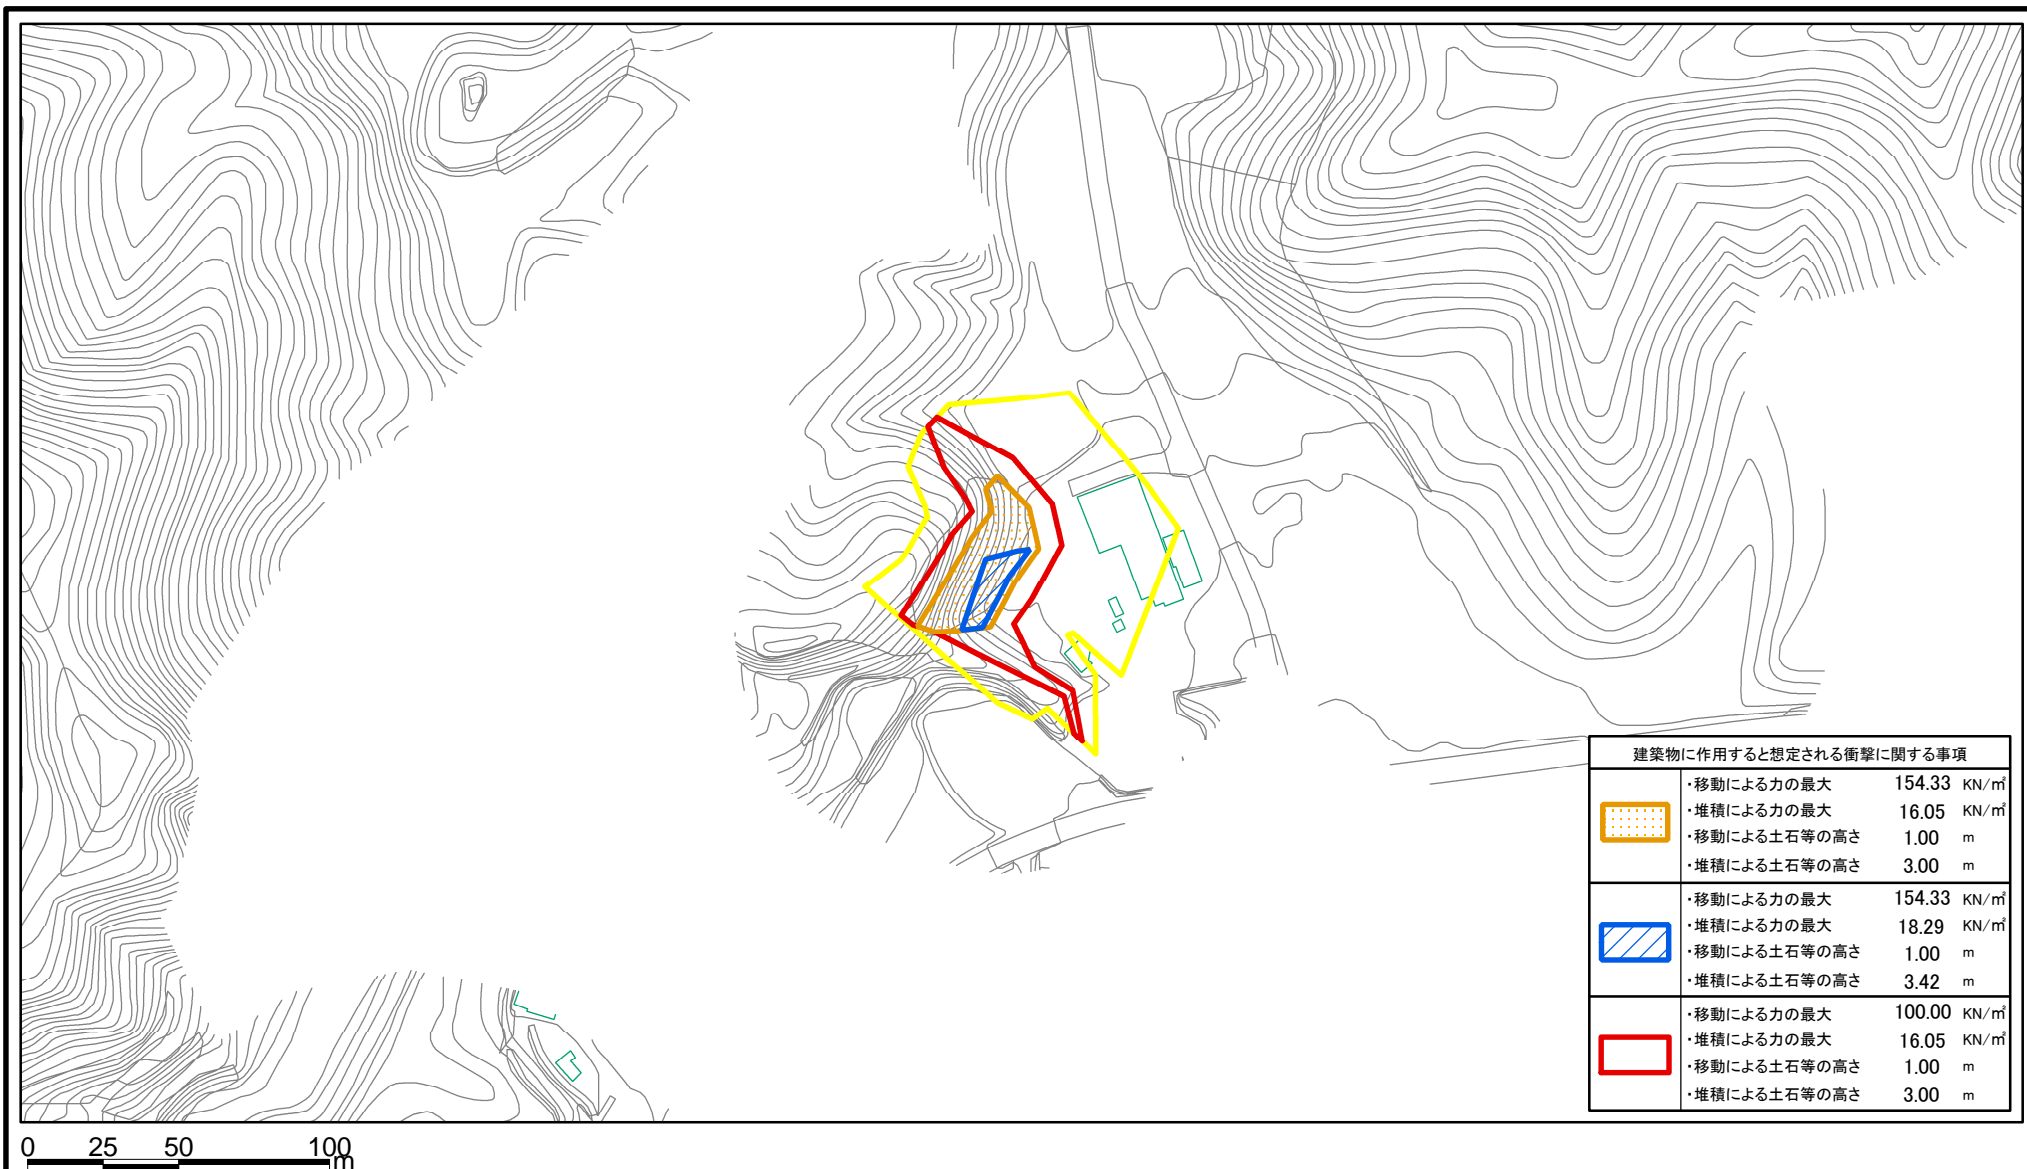 建築物に作用すると想定される衝撃に関する事項
・移動による力の最大 154.33 KN/㎡
・堆積による力の最大 16.05 KN/㎡
・移動による土石等の高さ 1.00 m
・堆積による土石等の高さ 3.00 m
・移動による力の最大 154.33 KN/㎡
・堆積による力の最大 18.29 KN/㎡
・移動による土石等の高さ 1.00 m
・堆積による土石等の高さ 3.42 m
・移動による力の最大 100.00 KN/㎡
・堆積による力の最大 16.05 KN/㎡
・移動による土石等の高さ 1.00 m
・堆積による土石等の高さ 3.00 m
0 25 50 100 m